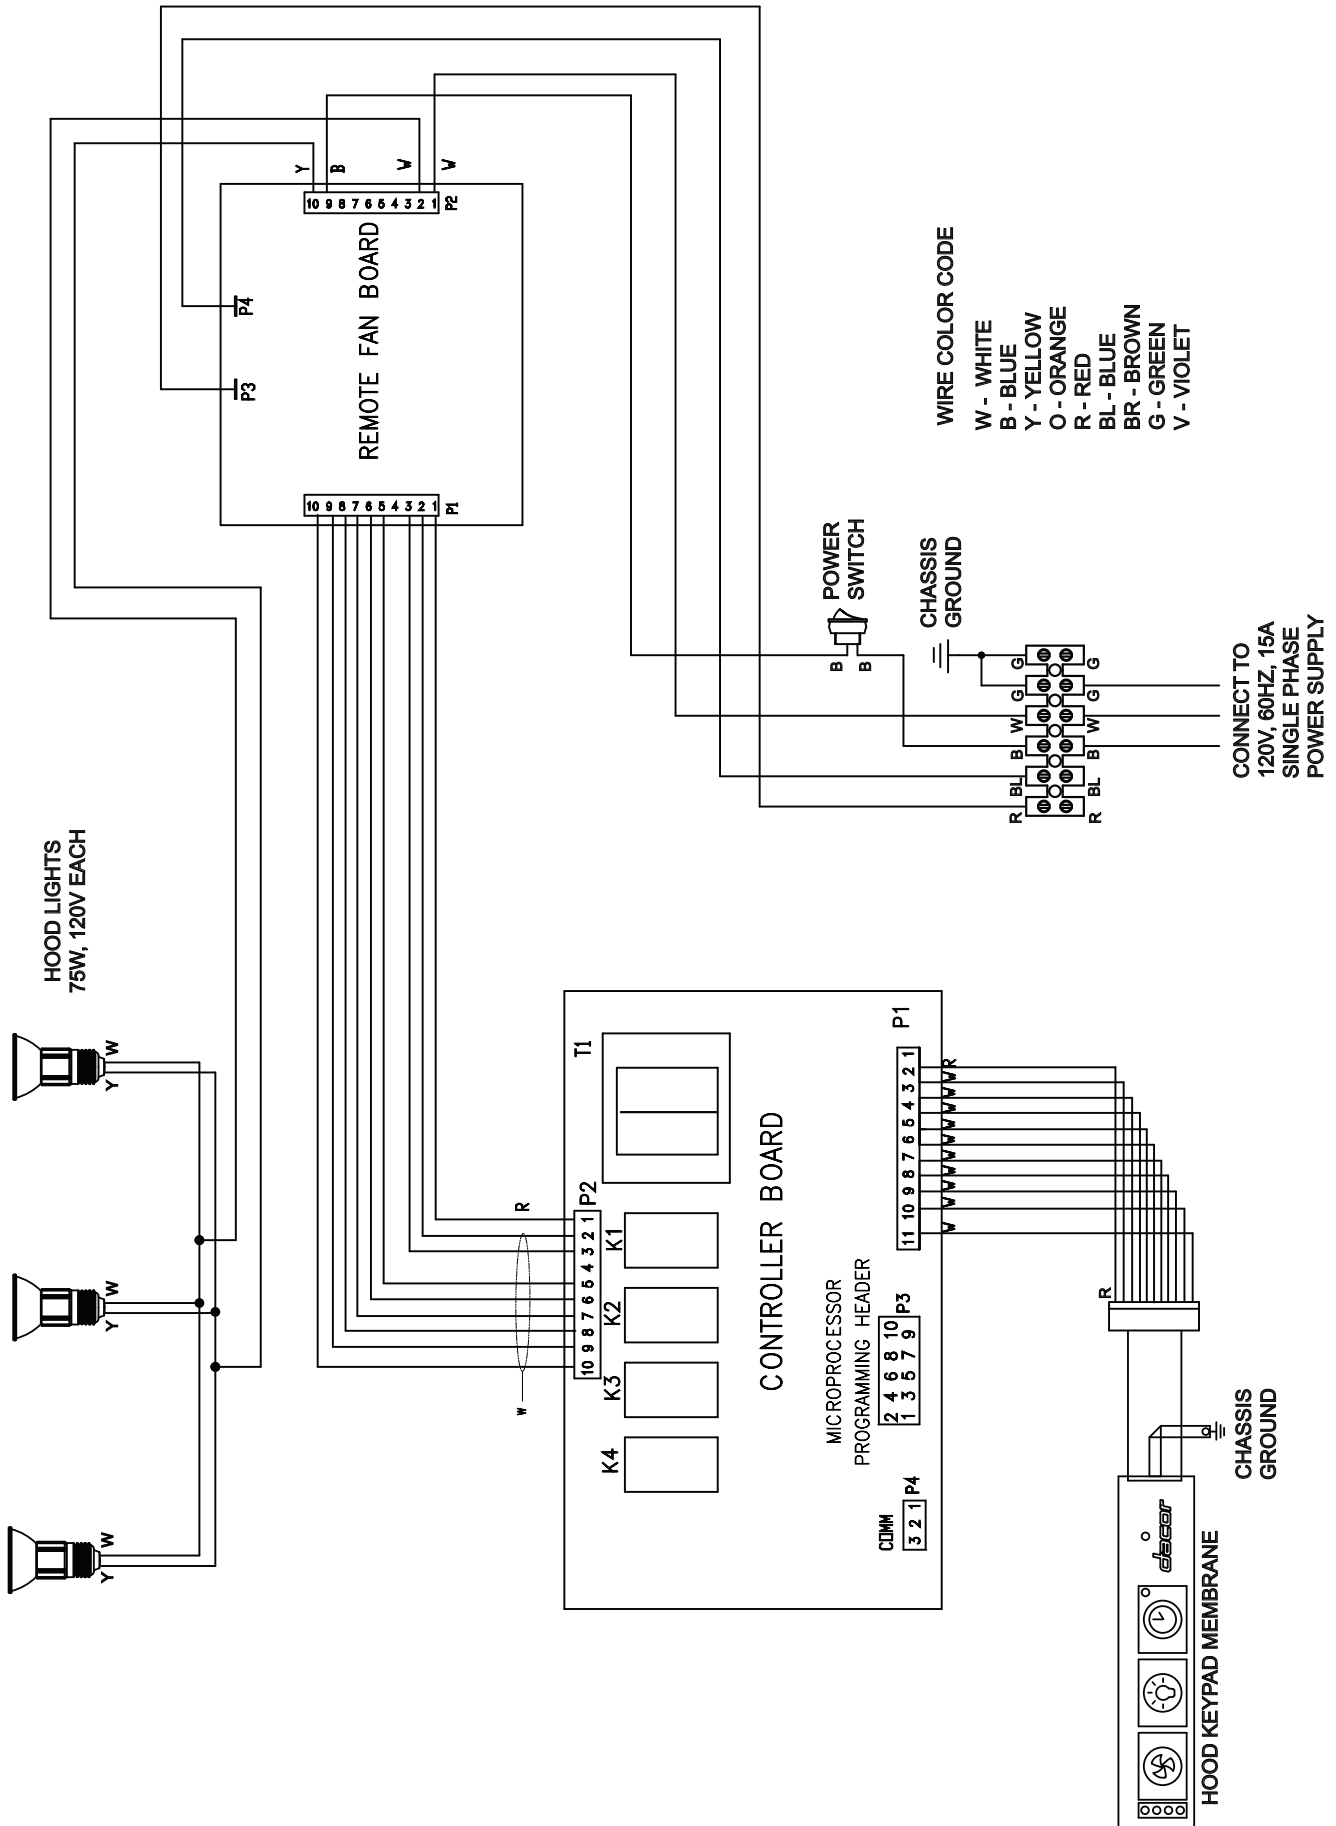 HOOD LIGHTS
75W, 120V EACH
Y W
Y W
Y W
Y
B
W
W
10 9 8 7 6 5 4 3 2 1
P2
P4
P3
REMOTE FAN BOARD
10 9 8 7 6 5 4 3 2 1
P1
WIRE COLOR CODE
W - WHITE
B - BLUE
Y - YELLOW
O - ORANGE
R - RED
BL - BLUE
BR - BROWN
G - GREEN
V - VIOLET
POWER
SWITCH
B
B
CHASSIS
GROUND
R BL B W G G
R BL B W G G
CONNECT TO
120V, 60HZ, 15A
SINGLE PHASE
POWER SUPPLY
R
W
10 9 8 7 6 5 4 3 2 1
P2
T1
K4 K3 K2 K1
CONTROLLER BOARD
MICROPROCESSOR
PROGRAMMING HEADER
2 4 6 8 10
1 3 5 7 9
P3
COMM
3 2 1
P4
11 10 9 8 7 6 5 4 3 2 1
P1
W W W W W W W W W W R
R
CHASSIS
GROUND
dacor
HOOD KEYPAD MEMBRANE